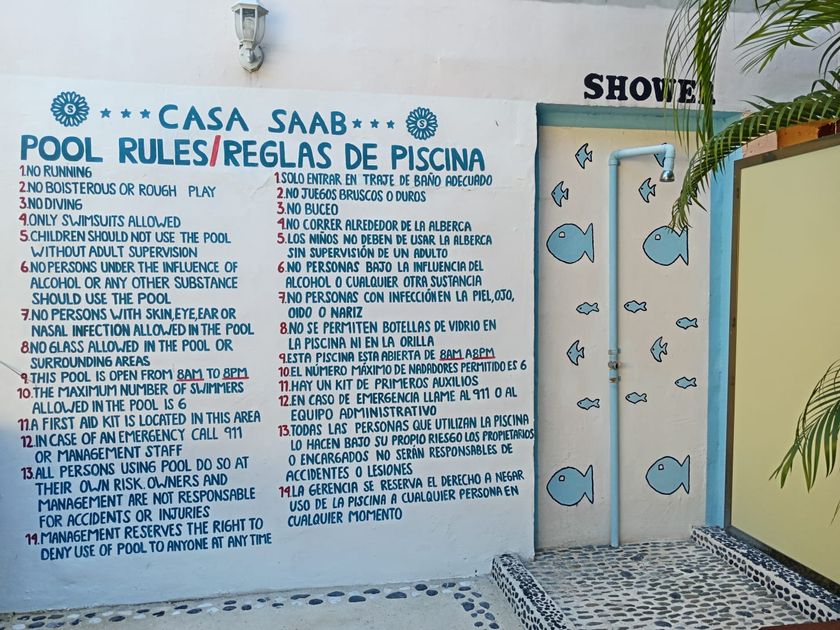 S CASA SAAB S
POOL RULES/REGLAS DE PISCINA
1.NO RUNNING
2.NO BOISTEROUS OR ROUGH PLAY
3.NO DIVING
4.ONLY SWIMSUITS ALLOWED
5.CHILDREN SHOULD NOT USE THE POOL
WITHOUT ADULT SUPERVISION
6.NO PERSONS UNDER THE INFLUENCE OF
ALCOHOL OR ANY OTHER SUBSTANCE
SHOULD USE THE POOL
7.NO PERSONS WITH SKIN,EYE,EAR OR
NASAL INFECTION ALLOWED IN THE POOL
8.NO GLASS ALLOWED IN THE POOL OR
SURROUNDING AREAS
9.THIS POOL IS OPEN FROM 8AM TO 8PM
10.THE MAXIMUM NUMBER OF SWIMMERS
ALLOWED IN THE POOL IS 6
11.A FIRST AID KIT IS LOCATED IN THIS AREA
12.IN CASE OF AN EMERGENCY CALL 911
OR MANAGEMENT STAFF
13.ALL PERSONS USING POOL DO SO AT
THEIR OWN RISK. OWNERS AND
MANAGEMENT ARE NOT RESPONSIBLE
FOR ACCIDENTS OR INJURIES
14.MANAGEMENT RESERVES THE RIGHT TO
DENY USE OF POOL TO ANYONE AT ANY TIME
1.SOLO ENTRAR EN TRAJE DE BAÑO ADECUADO
2.NO JUEGOS BRUSCOS O DUROS
3.NO BUCEO
4.NO CORRER ALREDEDOR DE LA ALBERCA
5.LOS NIÑOS NO DEBEN DE USAR LA ALBERCA
SIN SUPERVISIÓN DE UN ADULTO
6.NO PERSONAS BAJO LA INFLUENCIA DEL
ALCOHOL O CUALQUIER OTRA SUSTANCIA
7.NO PERSONAS CON INFECCIÓN EN LA PIEL, OJO,
OIDO O NARIZ
8.NO SE PERMITEN BOTELLAS DE VIDRIO EN
LA PISCINA NI EN LA ORILLA
9.ESTA PISCINA ESTA ABIERTA DE 8AM A 8PM
10.EL NÚMERO MÁXIMO DE NADADORES PERMITIDO ES 6
11.HAY UN KIT DE PRIMEROS AUXILIOS
12.EN CASO DE EMERGENCIA LLAME AL 911 O AL
EQUIPO ADMINISTRATIVO
13.TODAS LAS PERSONAS QUE UTILIZAN LA PISCINA
LO HACEN BAJO SU PROPIO RIESGO LOS PROPIETARIOS
O ENCARGADOS NO SERÁN RESPONSABLES DE
ACCIDENTES O LESIONES
14.LA GERENCIA SE RESERVA EL DERECHO A NEGAR
USO DE LA PISCINA A CUALQUIER PERSONA EN
CUALQUIER MOMENTO
SHOWER